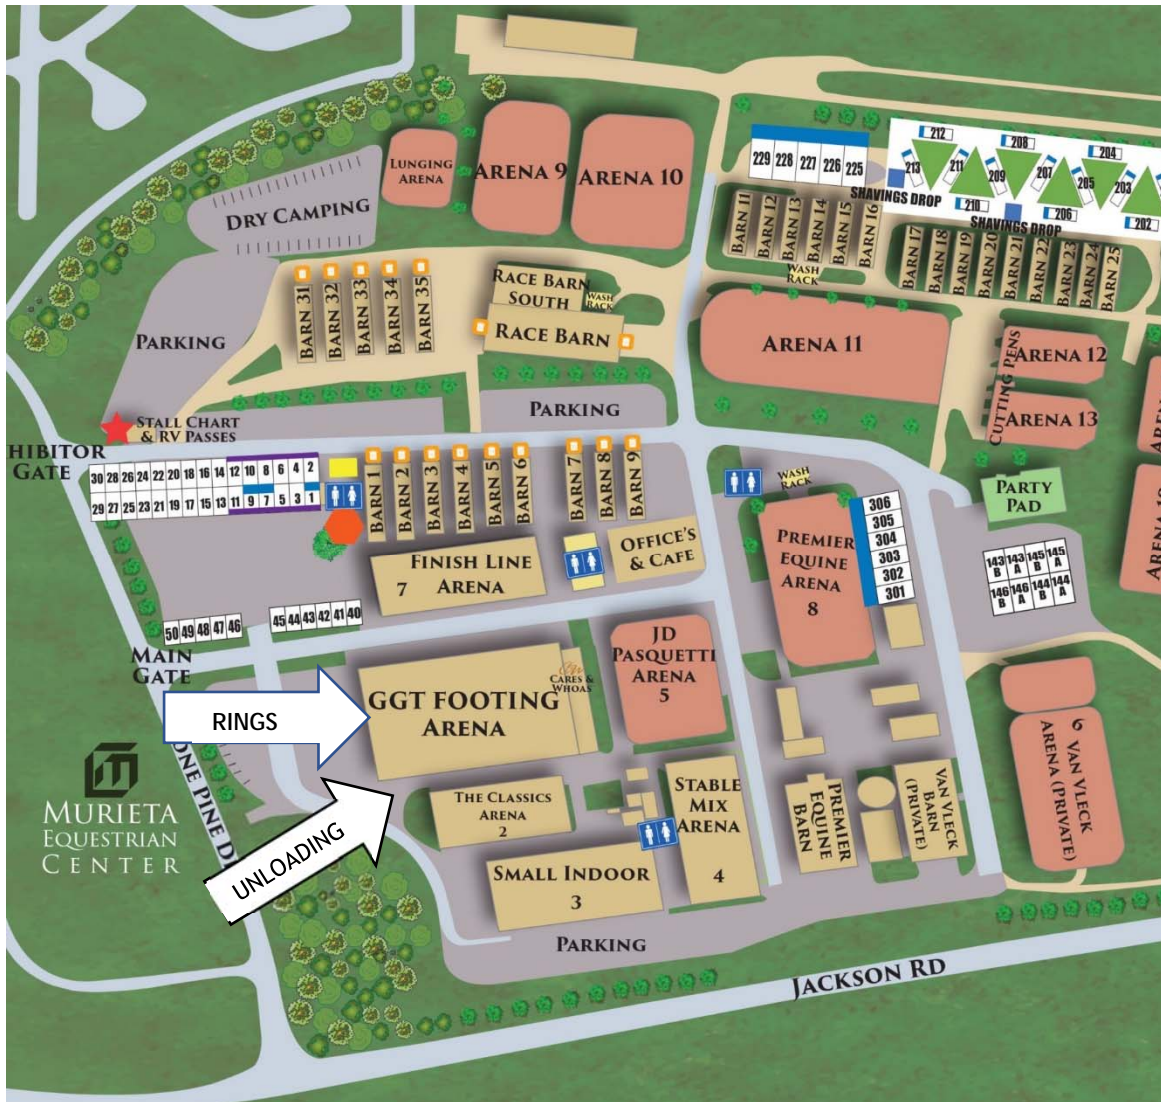 212
208
204
229 228 227 226 225
213
211
209
207
205
203
SHAVINGS DROP
210
206
202
SHAVINGS DROP
LUNGING
ARENA
ARENA 9
ARENA 10
DRY CAMPING
BARN 11
BARN 12
BARN 13
BARN 14
BARN 15
BARN 16
BARN 17
BARN 18
BARN 19
BARN 20
BARN 21
BARN 22
BARN 23
BARN 24
BARN 25
WASH
RACK
BARN 31
BARN 32
BARN 33
BARN 34
BARN 35
RACE BARN
SOUTH
WASH
RACK
RACE BARN
PARKING
ARENA 11
CUTTING PENS
ARENA 12
ARENA 13
PARKING
STALL CHART
& RV PASSES
HIBITOR
GATE
30 28 26 24 22 20 18 16 14 12 10 8 6 4 2
29 27 25 23 21 19 17 15 13 11 9 7 5 3 1
BARN 1
BARN 2
BARN 3
BARN 4
BARN 5
BARN 6
BARN 7
BARN 8
BARN 9
WASH
RACK
PARTY
PAD
306
305
304
303
302
301
PREMIER
EQUINE
ARENA
8
OFFICE'S
& CAFE
FINISH LINE
7 ARENA
143 B 143 A 145 B 145 A
146 B 146 A 144 B 144 A
50 49 48 47 46
45 44 43 42 41 40
MAIN
GATE
JD
PASQUETTI
ARENA
5
CARES &
WHOAS
GGT FOOTING
ARENA
RINGS
6 VAN VLECK
ARENA (PRIVATE)
MURIETA
EQUESTRIAN
CENTER
UNLOADING
THE CLASSICS
ARENA
2
STABLE
MIX
ARENA
4
PREMIER
EQUINE
BARN
VAN VLECK
BARN
(PRIVATE)
SMALL INDOOR
3
PARKING
JACKSON RD